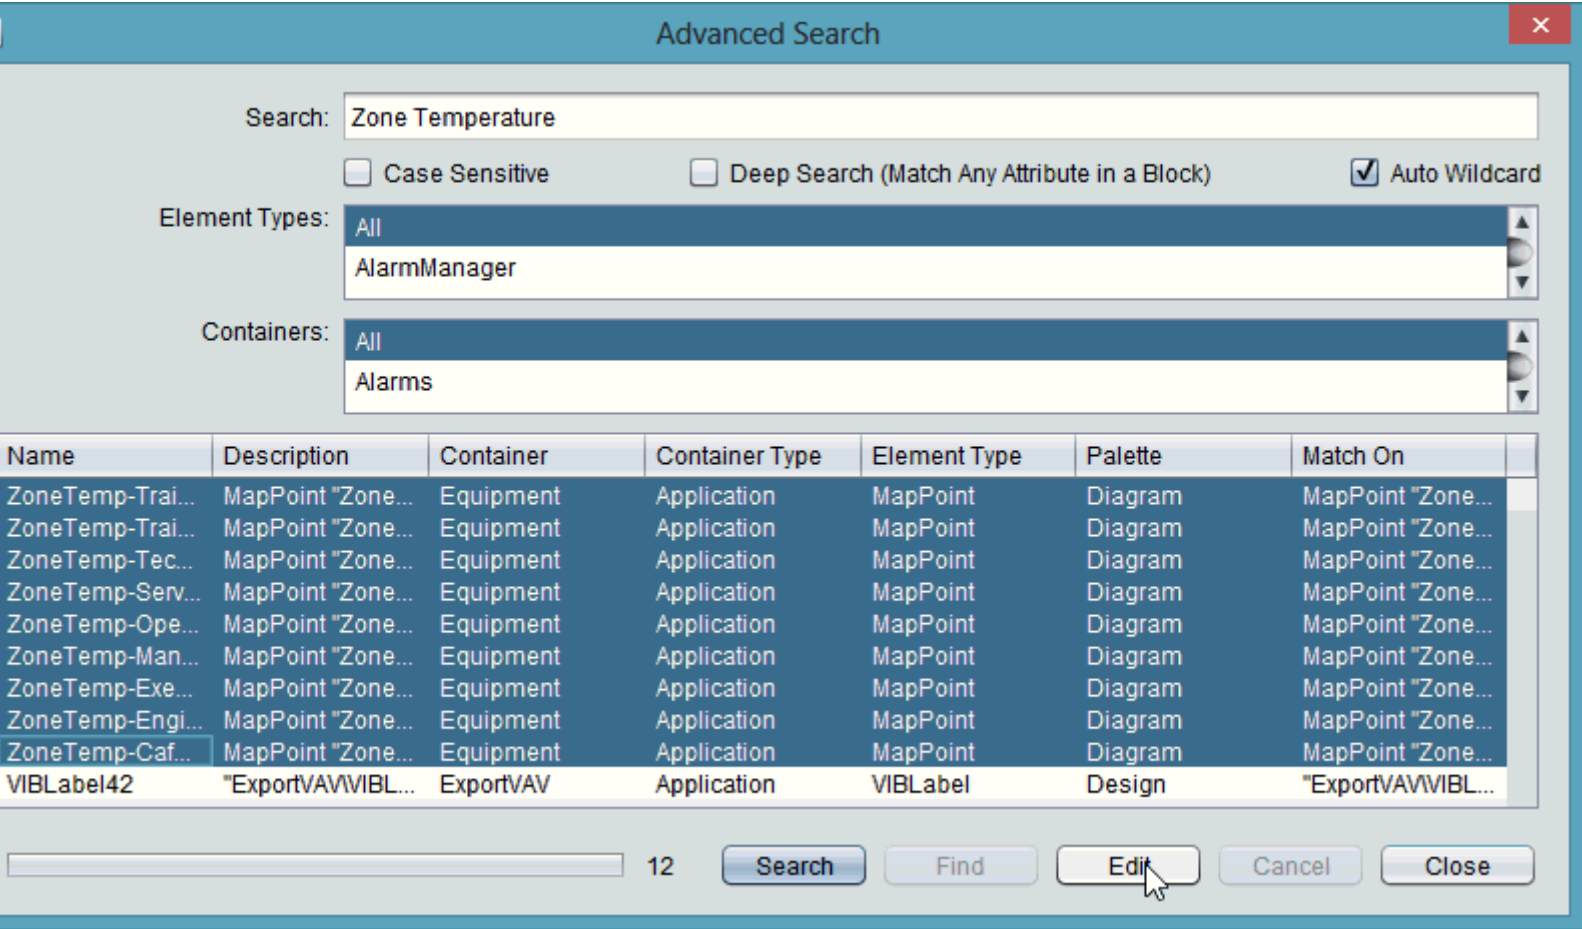 Advanced Search
Search: Zone Temperature
Case Sensitive Deep Search (Match Any Attribute in a Block) Auto Wildcard
Element Types: All
AlarmManager
Containers: All
Alarms
Name Description Container Container Type Element Type Palette Match On
ZoneTemp-Trai... MapPoint "Zone... Equipment Application MapPoint Diagram MapPoint "Zone...
ZoneTemp-Trai... MapPoint "Zone... Equipment Application MapPoint Diagram MapPoint "Zone...
ZoneTemp-Tec... MapPoint "Zone... Equipment Application MapPoint Diagram MapPoint "Zone...
ZoneTemp-Serv... MapPoint "Zone... Equipment Application MapPoint Diagram MapPoint "Zone...
ZoneTemp-Ope... MapPoint "Zone... Equipment Application MapPoint Diagram MapPoint "Zone...
ZoneTemp-Man... MapPoint "Zone... Equipment Application MapPoint Diagram MapPoint "Zone...
ZoneTemp-Exe... MapPoint "Zone... Equipment Application MapPoint Diagram MapPoint "Zone...
ZoneTemp-Engi... MapPoint "Zone... Equipment Application MapPoint Diagram MapPoint "Zone...
ZoneTemp-Caf... MapPoint "Zone... Equipment Application MapPoint Diagram MapPoint "Zone...
VIBLabel42 "ExportVAV\VIBL... ExportVAV Application VIBLabel Design "ExportVAV\VIBL...
12 Search Find Edit Cancel Close